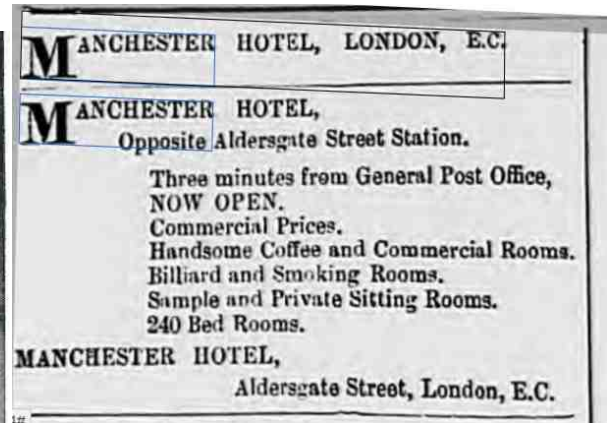 MANCHESTER HOTEL, LONDON, E.C.
MANCHESTER HOTEL,
Opposite Aldersgate Street Station.
Three minutes from General Post Office,
NOW OPEN.
Commercial Prices.
Handsome Coffee and Commercial Rooms.
Billiard and Smoking Rooms.
Sample and Private Sitting Rooms.
240 Bed Rooms.
MANCHESTER HOTEL,
Aldersgate Street, London, E.C.
1#